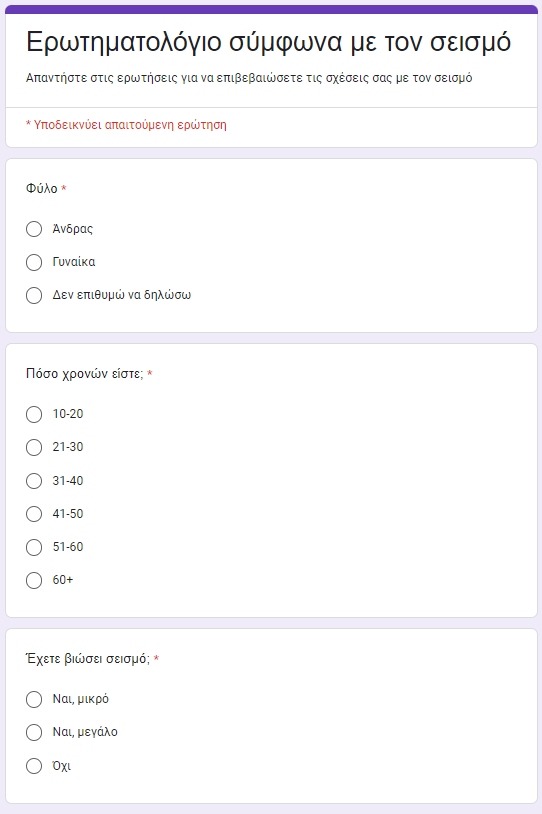 Ερωτηματολόγιο σύμφωνα με τον σεισμό
Απαντήστε στις ερωτήσεις για να επιβεβαιώσετε τις σχέσεις σας με τον σεισμό
* Υποδεικνύει απαιτούμενη ερώτηση
Φύλο *
Άνδρας
Γυναίκα
Δεν επιθυμώ να δηλώσω
Πόσο χρονών είστε; *
10-20
21-30
31-40
41-50
51-60
60+
Έχετε βιώσει σεισμό; *
Ναι, μικρό
Ναι, μεγάλο
Όχι